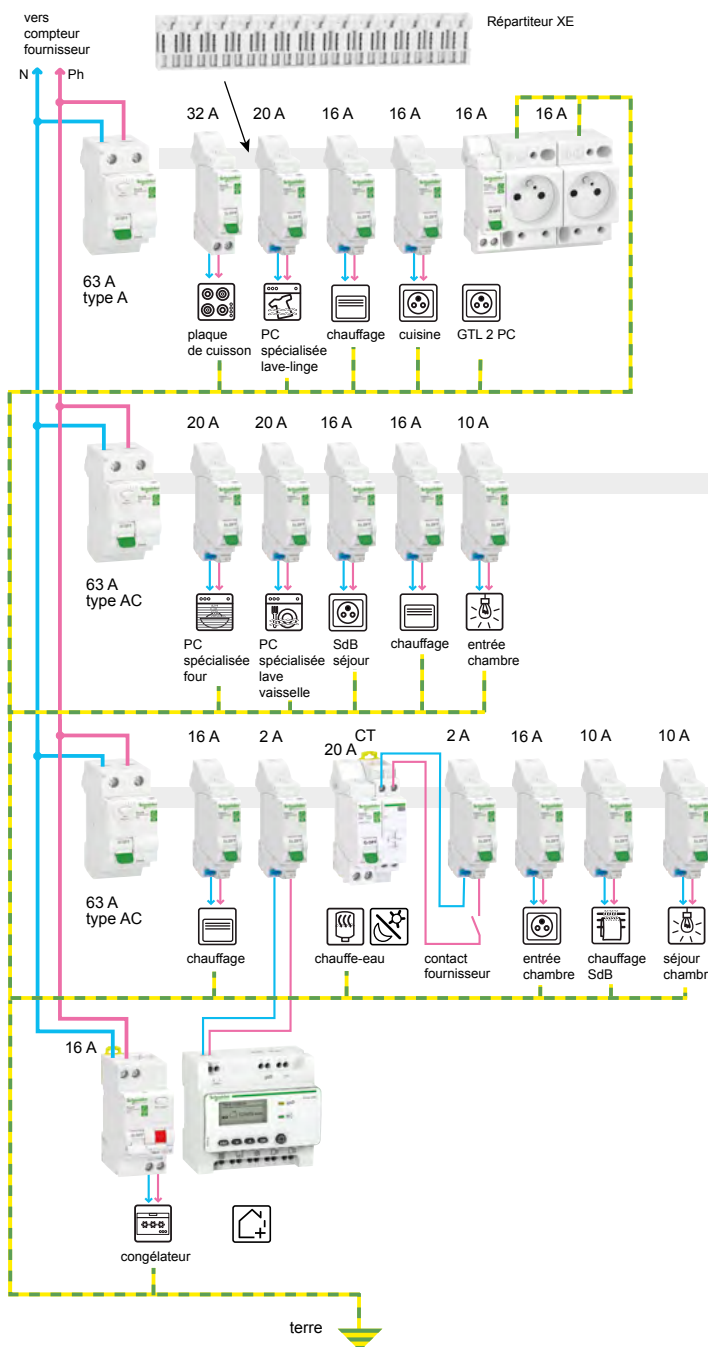 vers
compteur
fournisseur
Répartiteur XE
N Ph
32 A 20 A 16 A 16 A 16 A 16 A
63 A
type A
plaque
de cuisson
PC
spécialisée
lave-linge
chauffage
cuisine
GTL 2 PC
20 A 20 A 16 A 16 A 10 A
63 A
type AC
PC
spécialisée
four
PC
spécialisée
lave
vaisselle
SdB
séjour
chauffage
entrée
chambre
16 A 2 A CT 2 A 16 A 10 A 10 A
20 A
63 A
type AC
chauffage
chauffe-eau
contact
fournisseur
entrée
chambre
chauffage
SdB
séjour
chambr
16 A
congélateur
terre